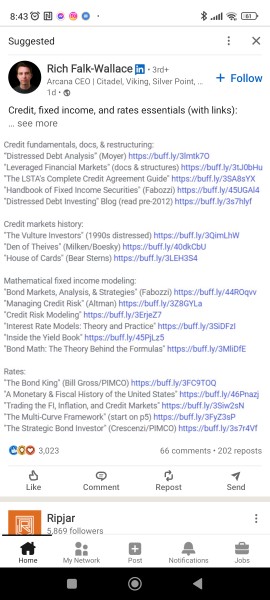 8:43
61
Suggested
Rich Falk-Wallace in • 3rd+
Arcana CEO | Citadel, Viking, Silver Point, ...
1d •
+ Follow
Credit, fixed income, and rates essentials (with links):
... see more
Credit fundamentals, docs, & restructuring:
"Distressed Debt Analysis" (Moyer) https://buff.ly/3lmtk7O
"Leveraged Financial Markets" (docs & structures) https://buff.ly/3tJ0bHu
"The LSTA's Complete Credit Agreement Guide" https://buff.ly/3SA8sYX
"Handbook of Fixed Income Securities" (Fabozzi) https://buff.ly/45UGAl4
"Distressed Debt Investing" Blog (read pre-2012) https://buff.ly/3s7hlyf
Credit markets history:
"The Vulture Investors" (1990s distressed) https://buff.ly/3QimLhW
"Den of Theives" (Milken/Boesky) https://buff.ly/40dkCbU
"House of Cards" (Bear Sterns) https://buff.ly/3LEH3S4
Mathematical fixed income modeling:
"Bond Markets, Analysis, & Strategies" (Fabozzi) https://buff.ly/44ROqvv
"Managing Credit Risk" (Altman) https://buff.ly/3Z8GYLa
"Credit Risk Modeling" https://buff.ly/3ErjeZ7
"Interest Rate Models: Theory and Practice" https://buff.ly/3SiDFzI
"Inside the Yield Book" https://buff.ly/45PjLz5
"Bond Math: The Theory Behind the Formulas" https://buff.ly/3MliDfE
Rates:
"The Bond King" (Bill Gross/PIMCO) https://buff.ly/3FC9TOQ
"A Monetary & Fiscal History of the United States" https://buff.ly/46Pnazj
"Trading the FI, Inflation, and Credit Markets" https://buff.ly/3Siw2sN
"The Multi-Curve Framework" (start on p5) https://buff.ly/3FyZ3sP
"The Strategic Bond Investor" (Crescenzi/PIMCO) https://buff.ly/3s7r4Vf
3,023
66 comments • 202 reposts
Like
Comment
Repost
Send
Ripjar
5,869 followers
Home
My Network
Post
Notifications
Jobs